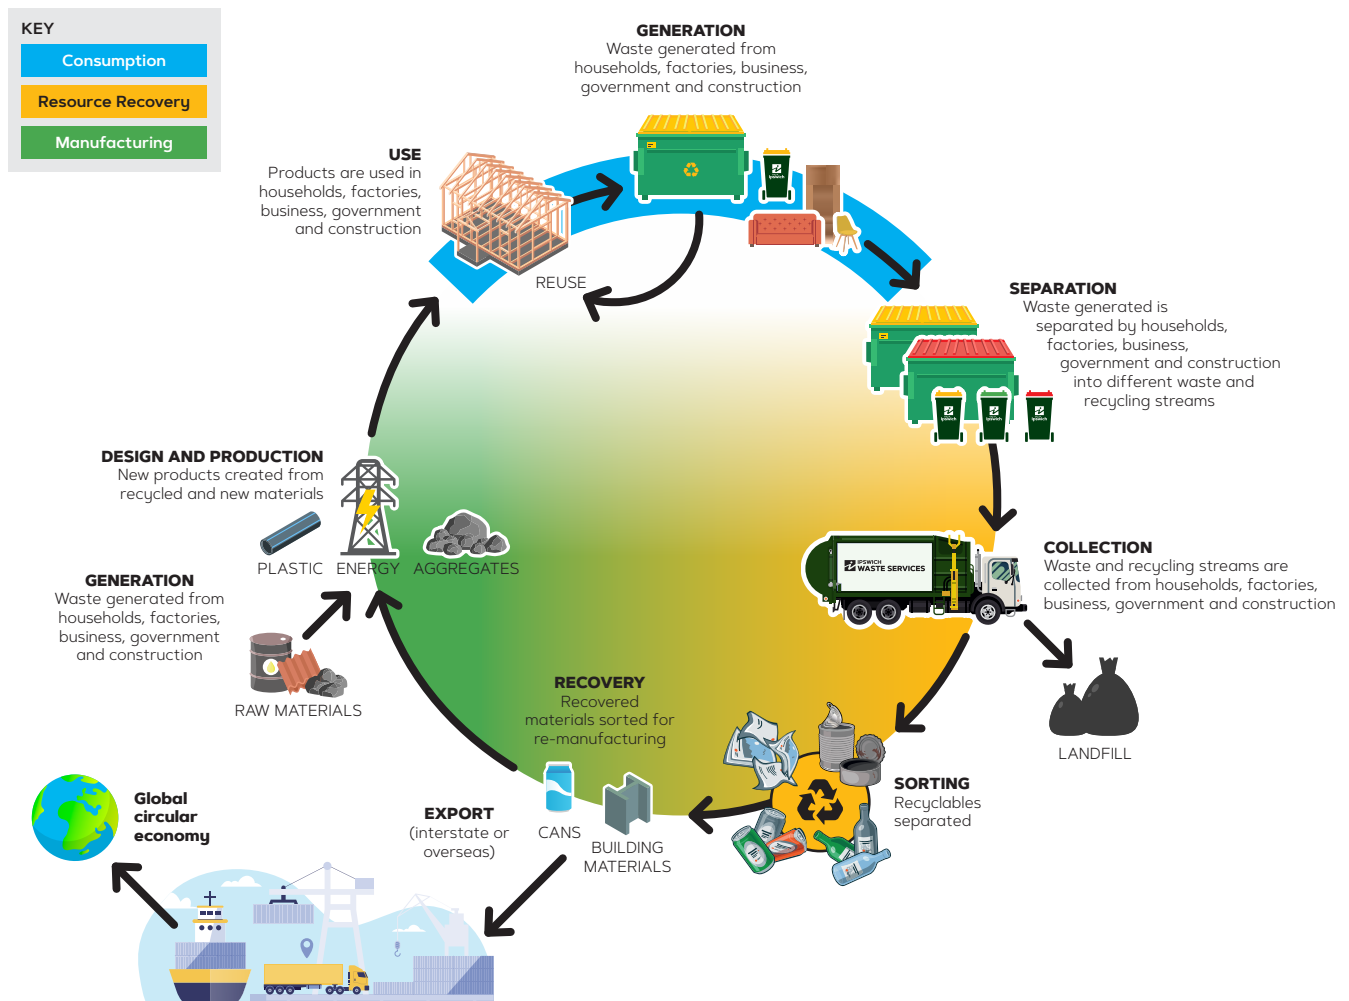 KEY
Consumption
Resource Recovery
Manufacturing
GENERATION
Waste generated from
households, factories, business,
government and construction
USE
Products are used in
households, factories,
business, government
and construction
REUSE
Ipswich
SEPARATION
Waste generated is
separated by households,
factories, business,
government and construction
into different waste and
recycling streams
Ipswich
Ipswich
Ipswich
DESIGN AND PRODUCTION
New products created from
recycled and new materials
PLASTIC
ENERGY
AGGREGATES
COLLECTION
Waste and recycling streams are
collected from households, factories,
business, government and construction
IPSWICH
WASTE SERVICES
LANDFILL
GENERATION
Waste generated from
households, factories,
business, government
and construction
RAW MATERIALS
RECOVERY
Recovered
materials sorted for
re-manufacturing
SORTING
Recyclables
separated
CANS
BUILDING
MATERIALS
EXPORT
(interstate or
overseas)
Global
circular
economy